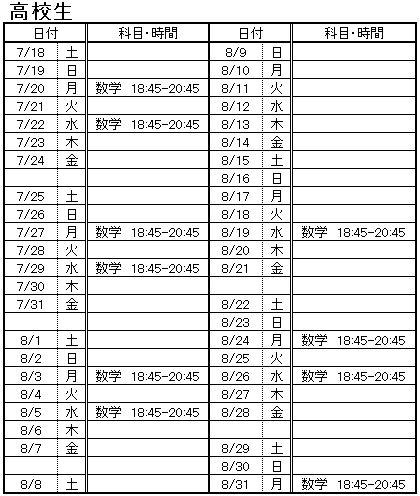 高校生
日付 科目・時間 日付 科目・時間
7/18 土 8/9 日
7/19 日 8/10 月
7/20 月 数学 18:45-20:45 8/11 火
7/21 火 8/12 水
7/22 水 数学 18:45-20:45 8/13 木
7/23 木 8/14 金
7/24 金 8/15 土
8/16 日
7/25 土 8/17 月
7/26 日 8/18 火
7/27 月 数学 18:45-20:45 8/19 水 数学 18:45-20:45
7/28 火 8/20 木
7/29 水 数学 18:45-20:45 8/21 金
7/30 木
7/31 金 8/22 土
8/23 日
8/1 土 8/24 月 数学 18:45-20:45
8/2 日 8/25 火
8/3 月 数学 18:45-20:45 8/26 水 数学 18:45-20:45
8/4 火 8/27 木
8/5 水 数学 18:45-20:45 8/28 金
8/6 木
8/7 金 8/29 土
8/30 日
8/8 土 8/31 月 数学 18:45-20:45